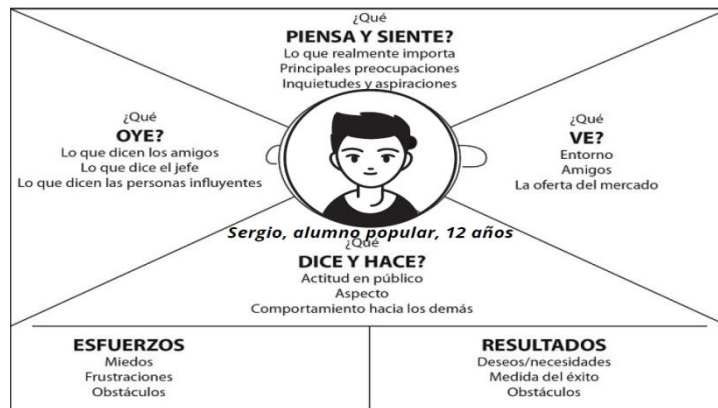 ¿Qué
PIENSA Y SIENTE?
Lo que realmente importa
Principales preocupaciones
Inquietudes y aspiraciones
¿Qué
OYE?
Lo que dicen los amigos
Lo que dice el jefe
Lo que dicen las personas influyentes
¿Qué
VE?
Entorno
Amigos
La oferta del mercado
Sergio, alumno popular, 12 años
¿Qué
DICE Y HACE?
Actitud en público
Aspecto
Comportamiento hacia los demás
ESFUERZOS
Miedos
Frustraciones
Obstáculos
RESULTADOS
Deseos/necesidades
Medida del éxito
Obstáculos